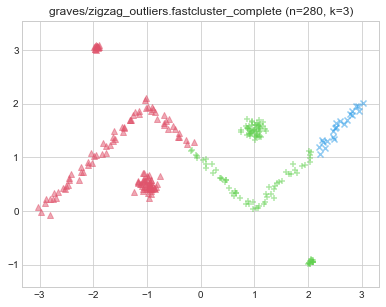 graves/zigzag_outliers.fastcluster_complete (n=280, k=3)
3
2
1
0
−1
−3 −2 −1 0 1 2 3